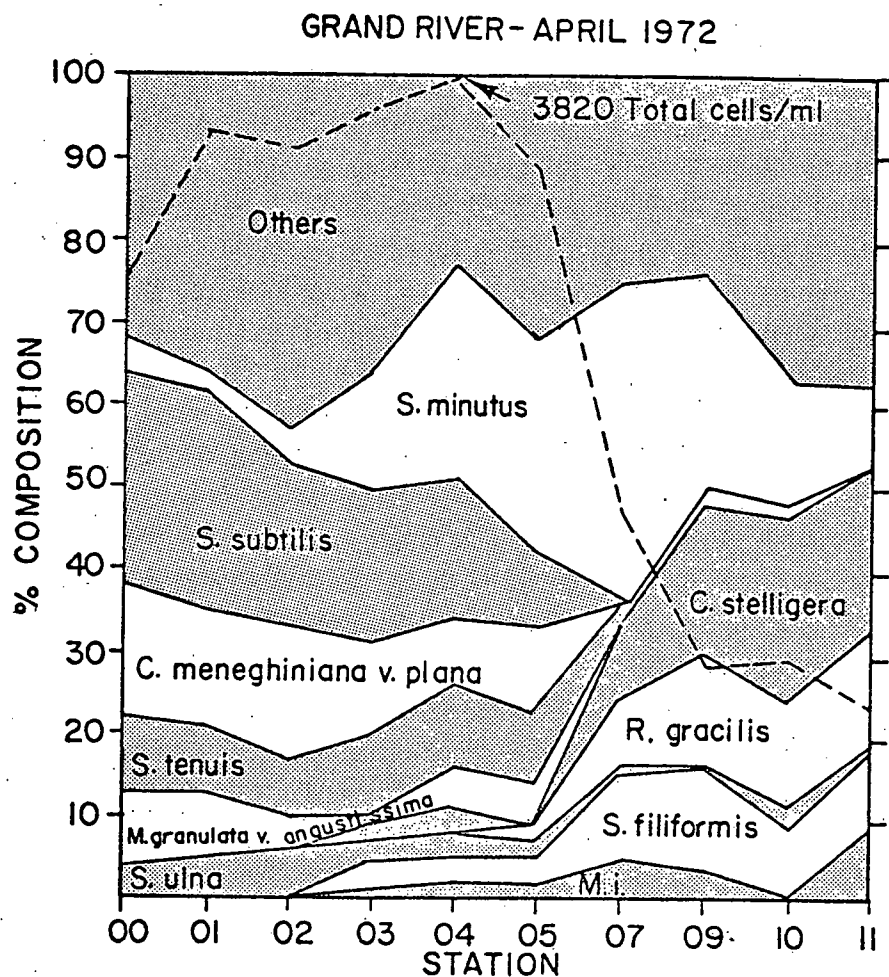 GRAND RIVER - APRIL 1972
100
90
80
70
60
50
40
30
20
10
% COMPOSITION
3820 Total cells/ml
Others
S. minutus
S. subtilis
C. stelligera
C. meneghiniana v. plana
R. gracilis
S. tenuis
M. granulata v. angustissima
S. filiformis
S. ulna
M.i.
00 01 02 03 04 05 07 09 10 11
STATION